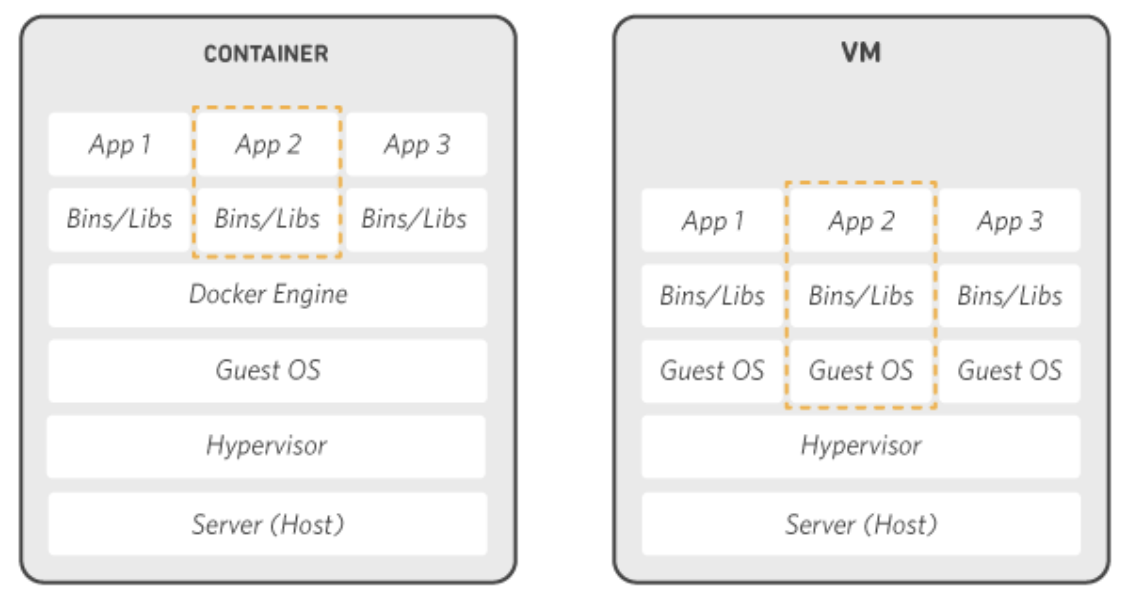 CONTAINER
App 1 App 2 App 3
Bins/Libs Bins/Libs Bins/Libs
Docker Engine
Guest OS
Hypervisor
Server (Host)
VM
App 1 App 2 App 3
Bins/Libs Bins/Libs Bins/Libs
Guest OS Guest OS Guest OS
Hypervisor
Server (Host)